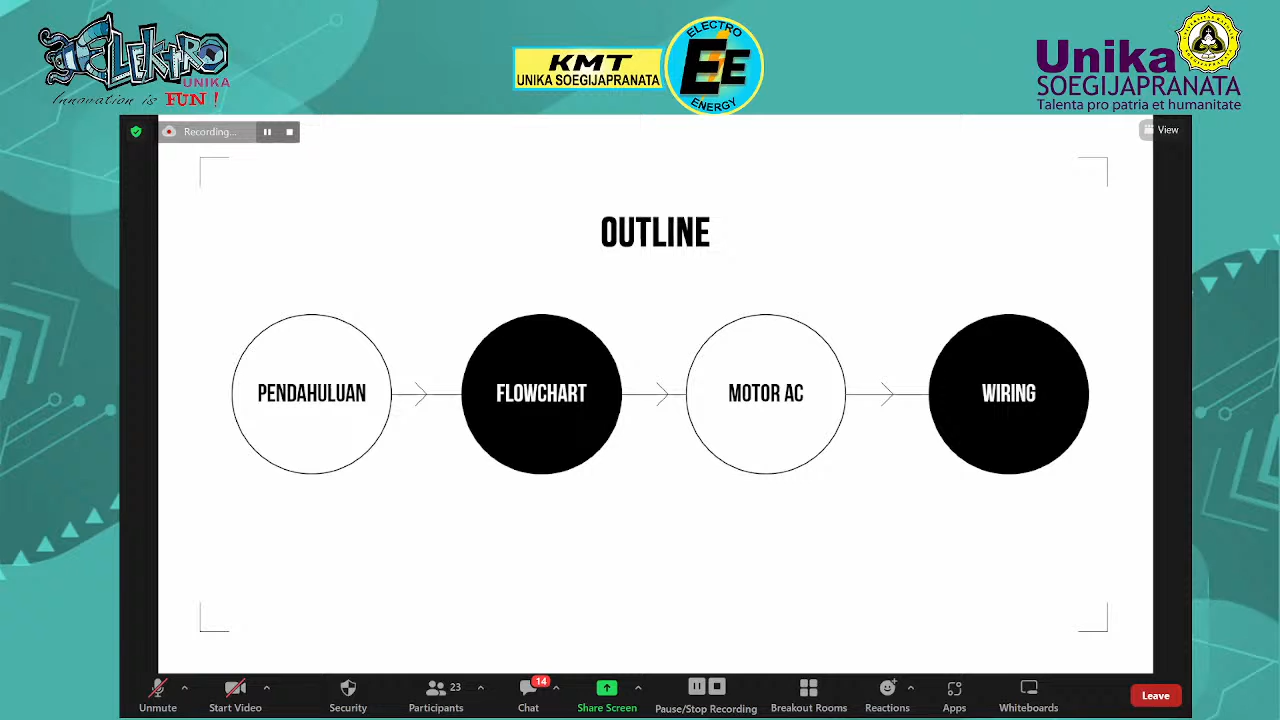 ELEKTRO
UNIKA
Innovation is FUN !
KMT
UNIKA SOEGIJAPRANATA
ELECTRO
EE
ENERGY
Unika
SOEGIJAPRANATA
Talenta pro patria et humanitate
Recording...
View
OUTLINE
PENDAHULUAN
FLOWCHART
MOTOR AC
WIRING
Unmute
Start Video
Security
Participants
23
Chat
14
Share Screen
Pause/Stop Recording
Breakout Rooms
Reactions
Apps
Whiteboards
Leave